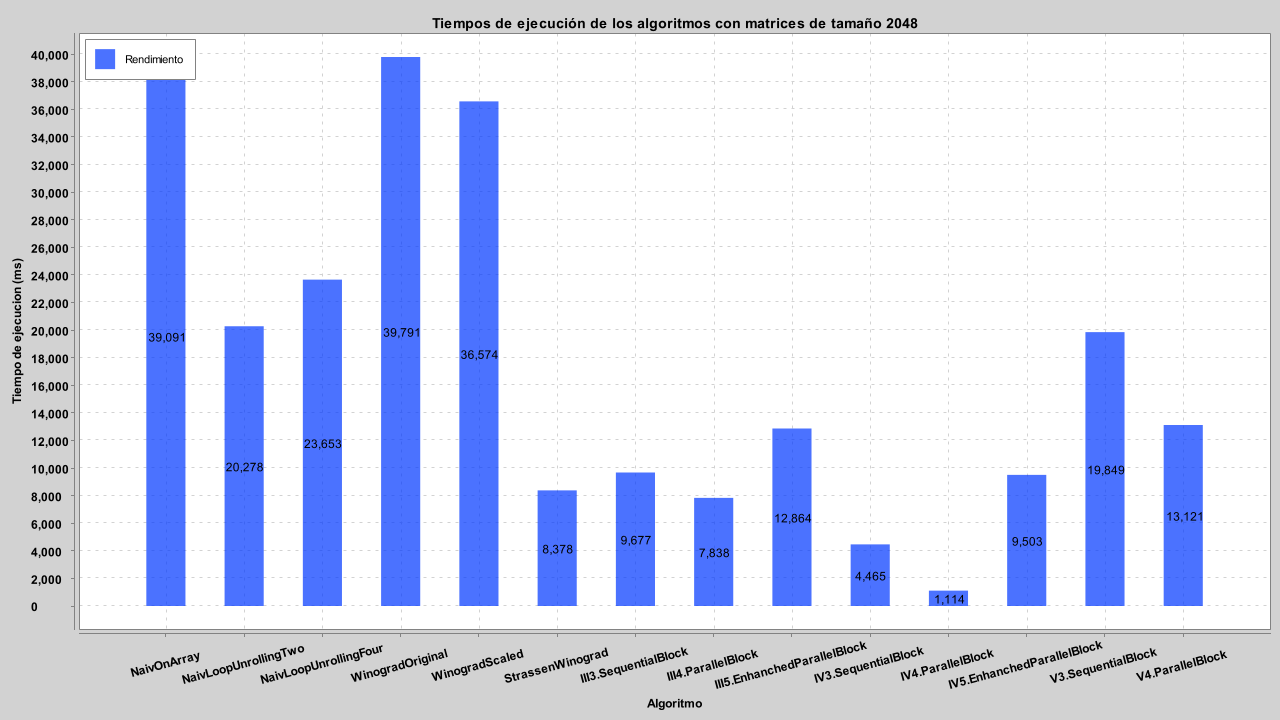 Tiempos de ejecución de los algoritmos con matrices de tamaño 2048
Rendimiento
Tiempo de ejecucion (ms)
40,000
38,000
36,000
34,000
32,000
30,000
28,000
26,000
24,000
22,000
20,000
18,000
16,000
14,000
12,000
10,000
8,000
6,000
4,000
2,000
0
39,091
20,278
23,653
39,791
36,574
8,378
9,677
7,838
12,864
4,465
1,114
9,503
19,849
13,121
NaivOnArray
NaivLoopUnrollingTwo
NaivLoopUnrollingFour
WinogradOriginal
WinogradScaled
StrassenWinograd
III3.SequentialBlock
III4.ParallelBlock
III5.EnhanchedParallelBlock
IV3.SequentialBlock
IV4.ParallelBlock
IV5.EnhanchedParallelBlock
V3.SequentialBlock
V4.ParallelBlock
Algoritmo